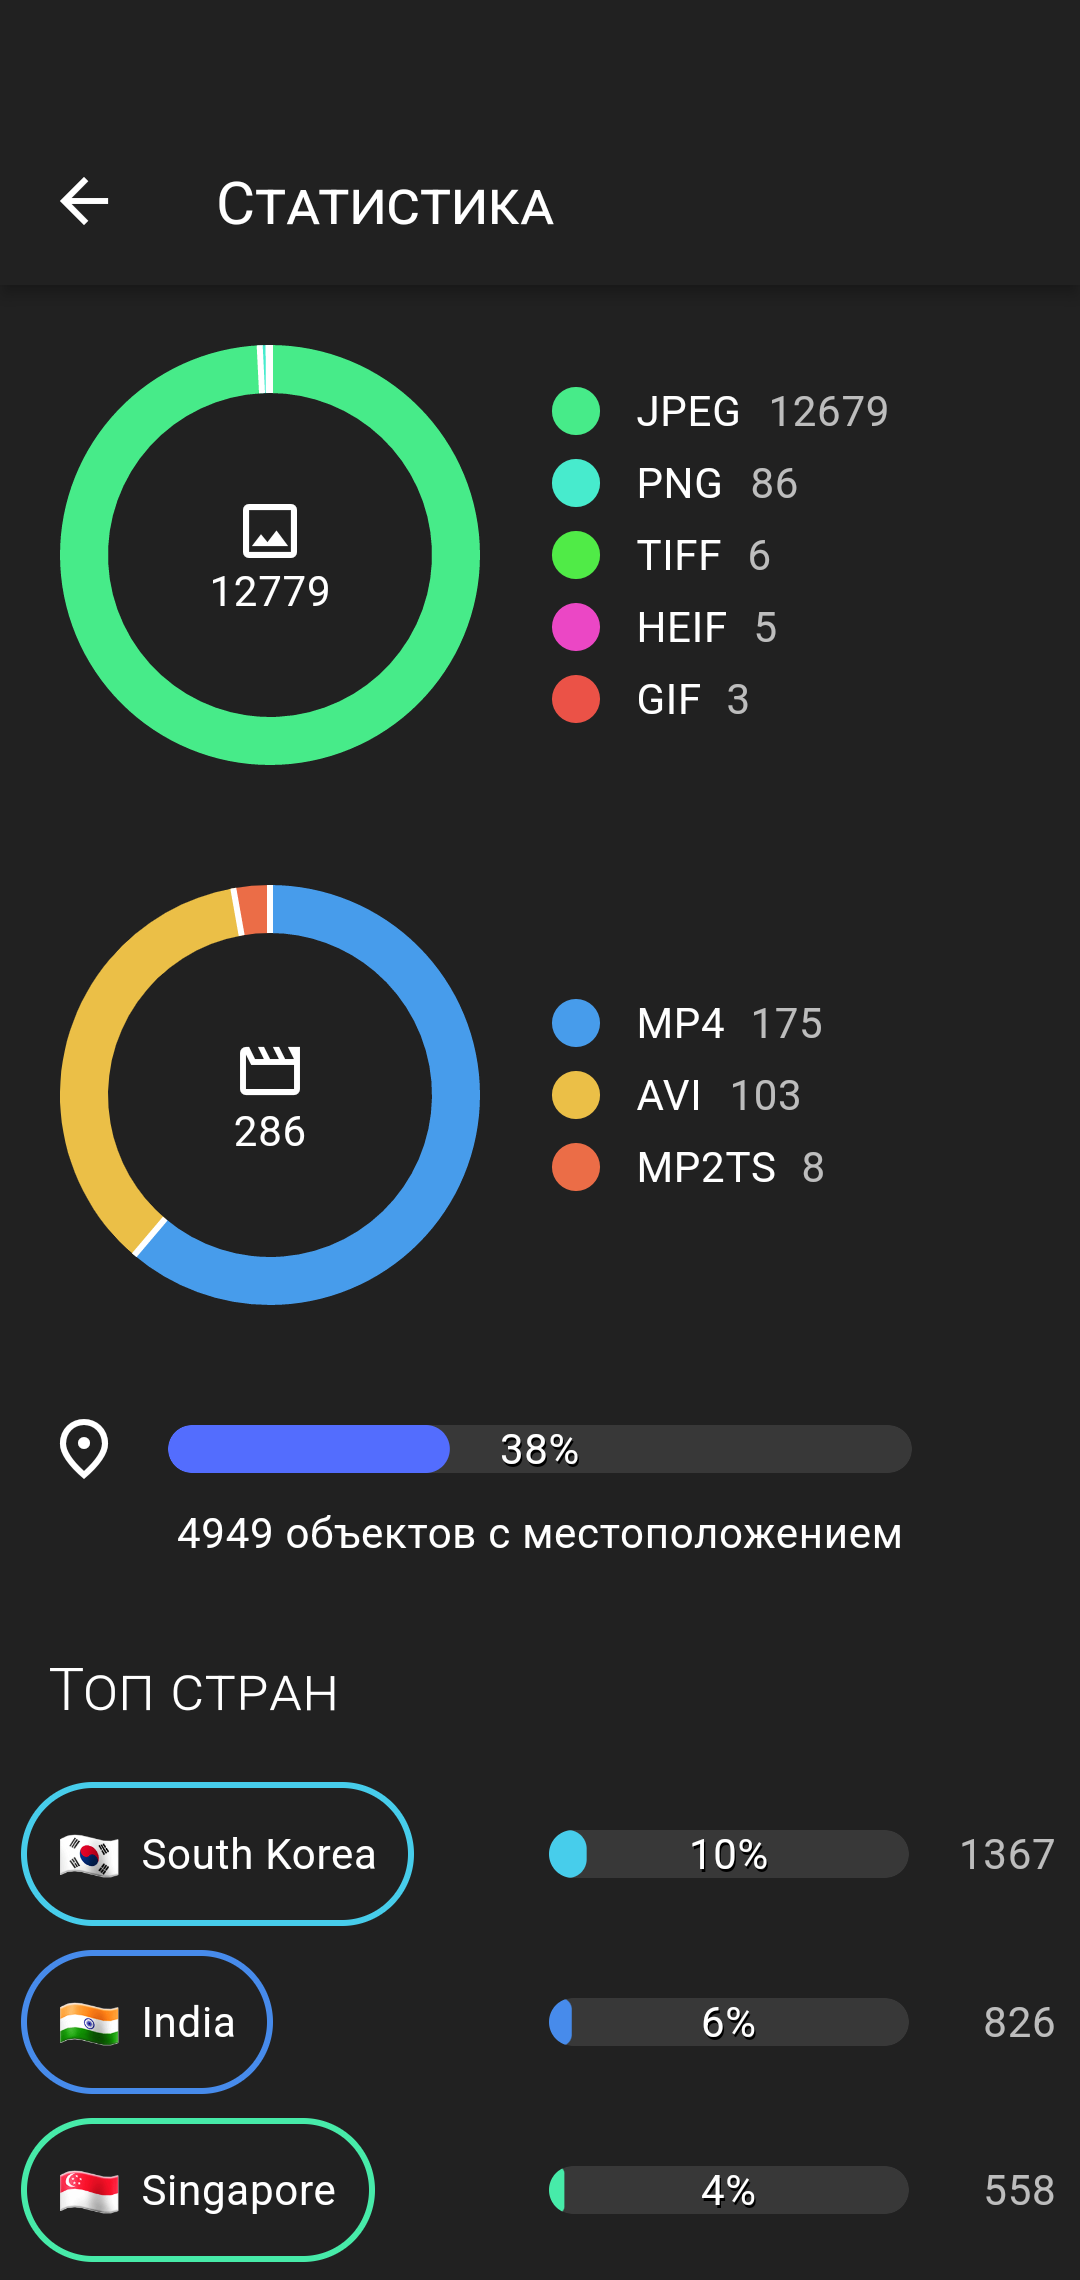 Статистика
12779
JPEG 12679
PNG 86
TIFF 6
HEIF 5
GIF 3
286
MP4 175
AVI 103
MP2TS 8
38%
4949 объектов с местоположением
Топ стран
South Korea 10% 1367
India 6% 826
Singapore 4% 558